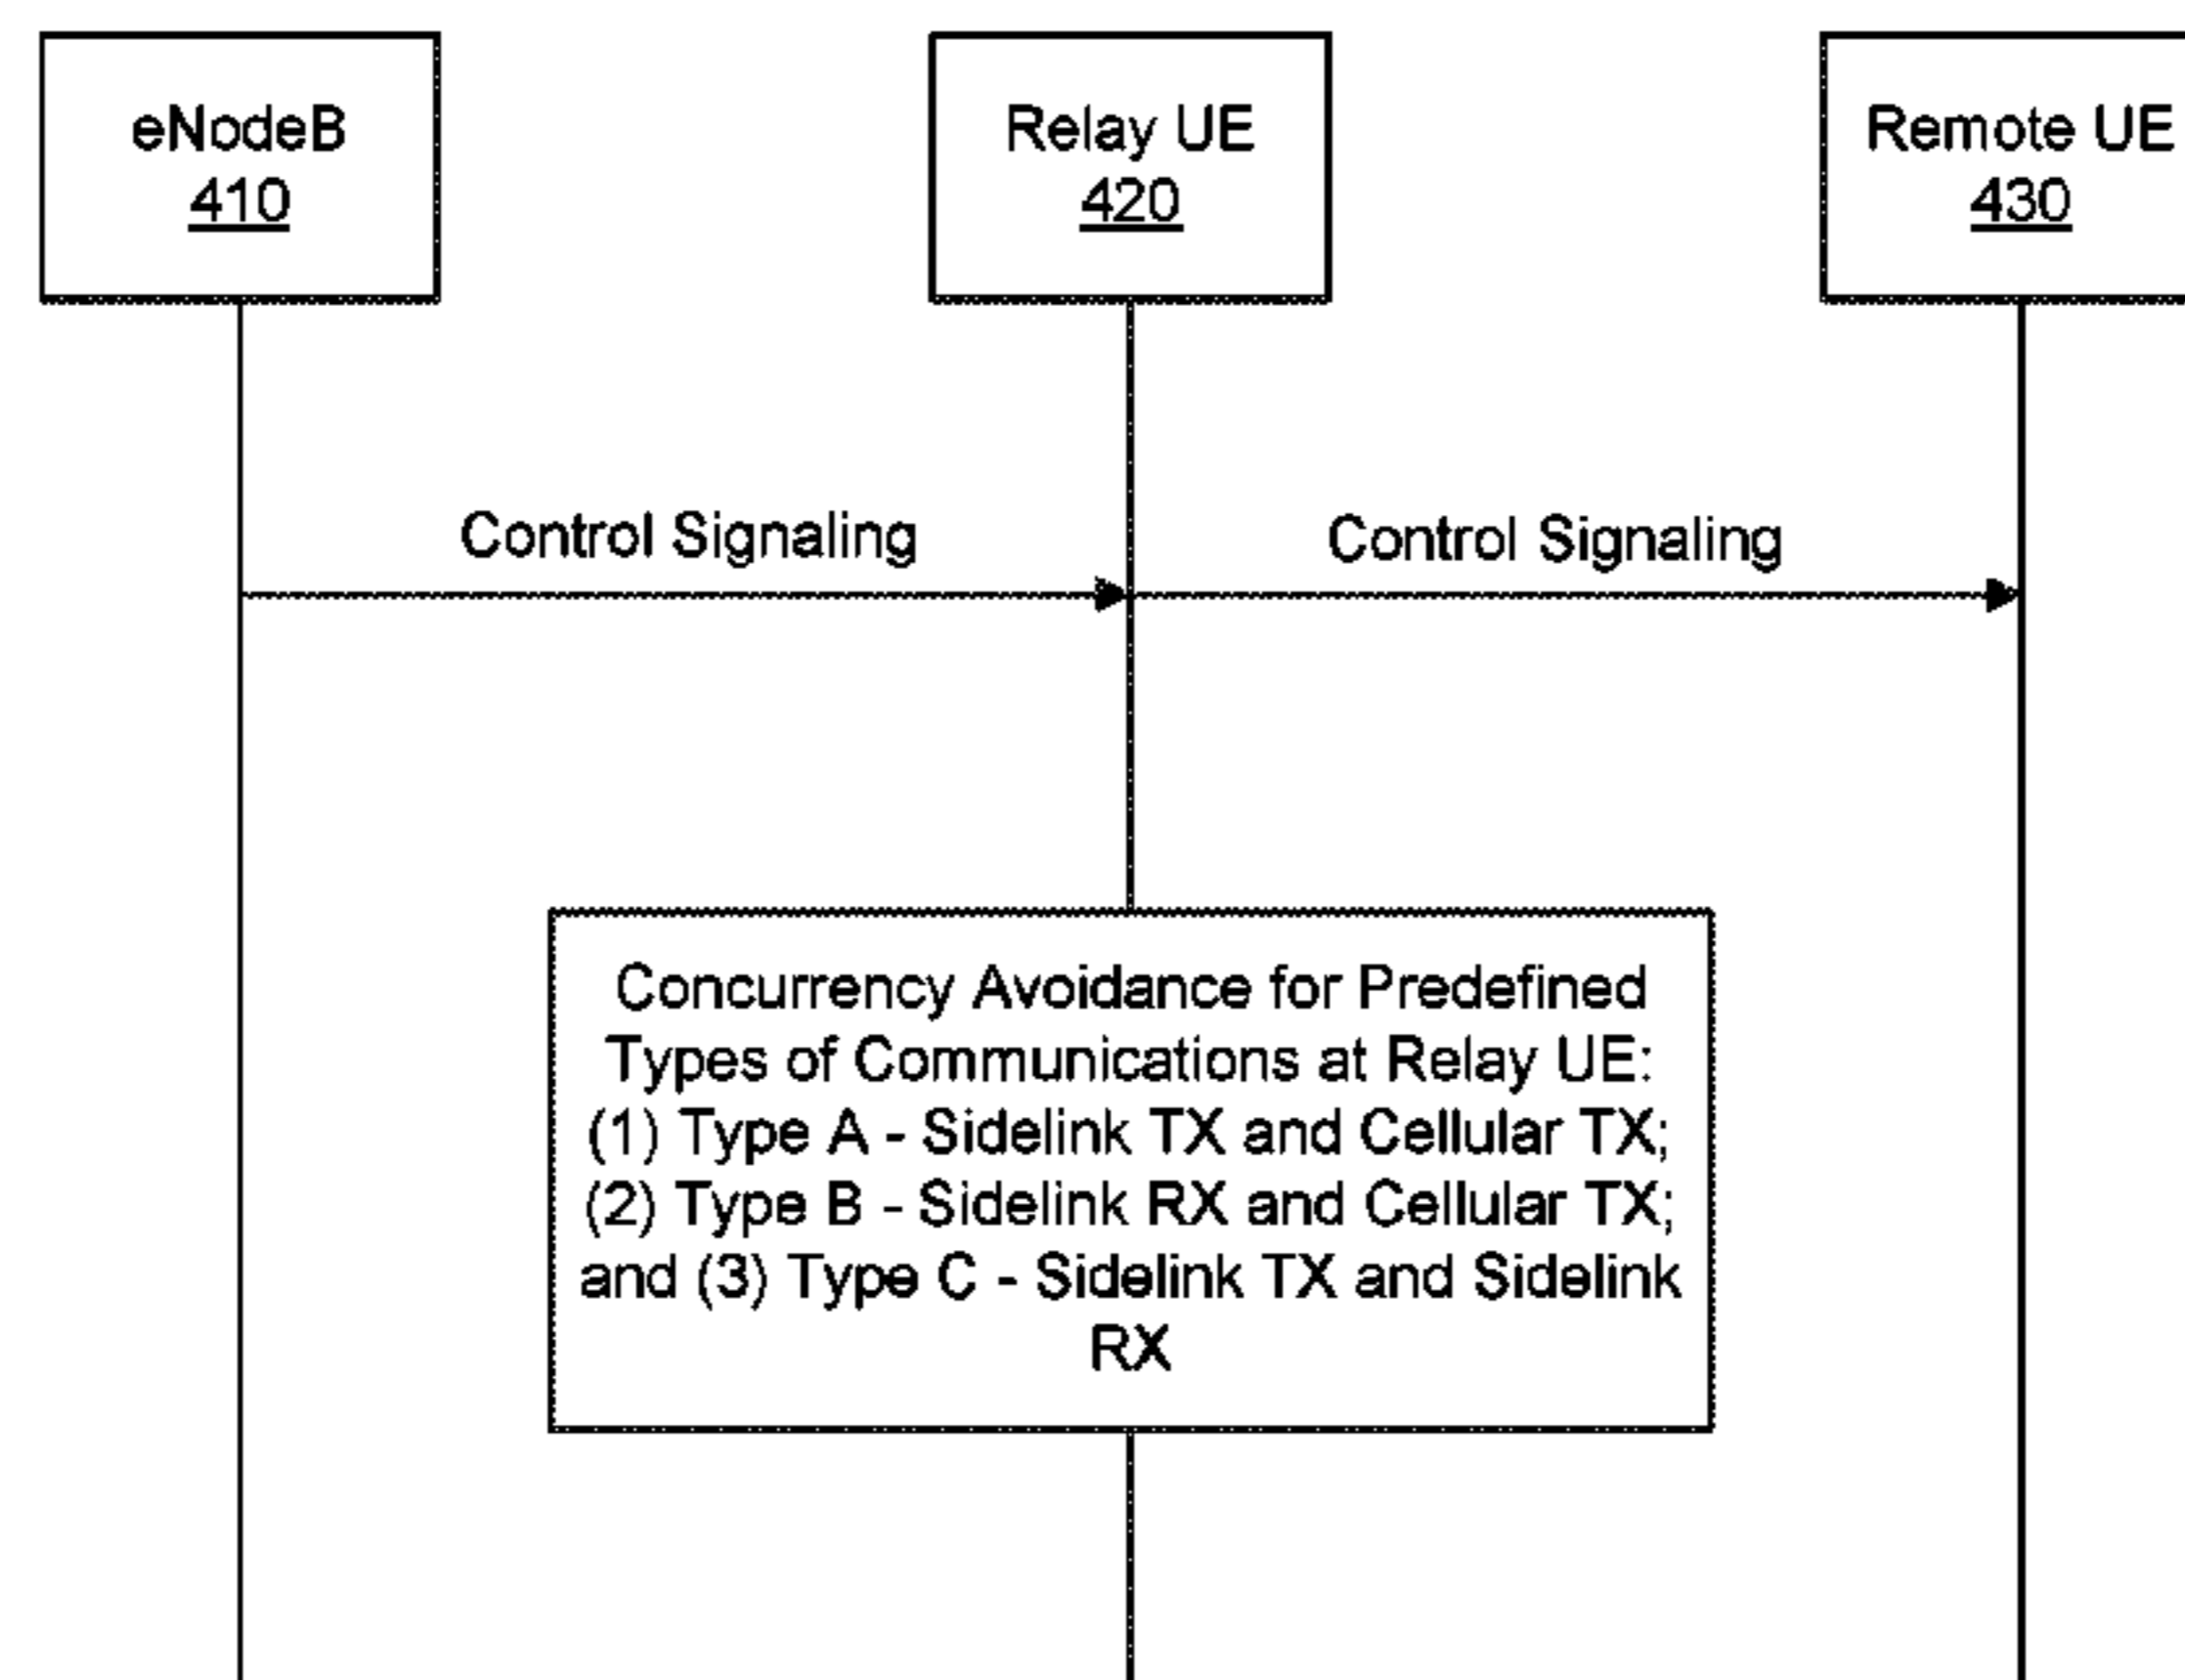 eNodeB
410
Relay UE
420
Remote UE
430
Control Signaling
Control Signaling
Concurrency Avoidance for Predefined
Types of Communications at Relay UE:
(1) Type A - Sidelink TX and Cellular TX;
(2) Type B - Sidelink RX and Cellular TX;
and (3) Type C - Sidelink TX and Sidelink
RX